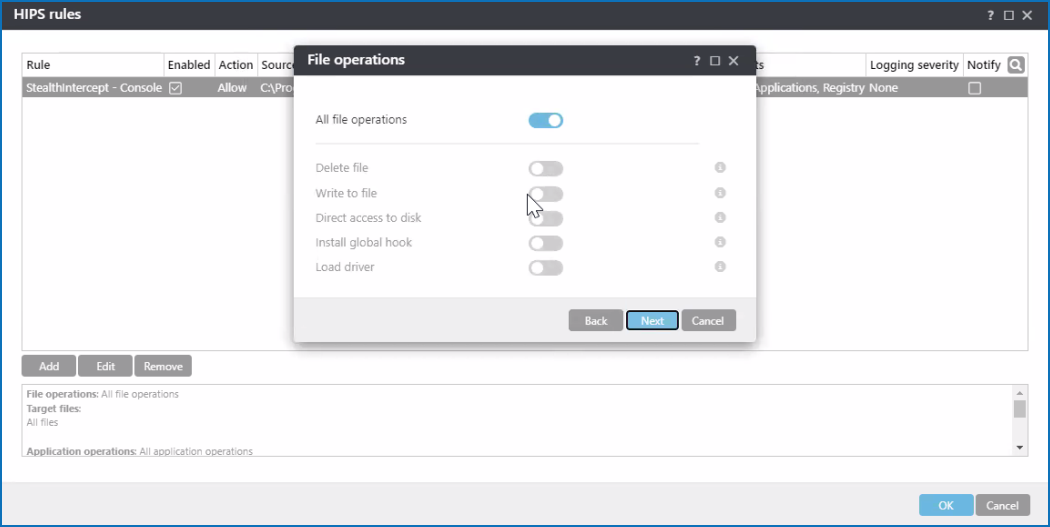 HIPS rules
?
File operations
?
Rule Enabled Action Sourc ts Logging severity Notify
StealthIntercept - Console Allow C:\Pro Applications, Registry None
All file operations
Delete file
Write to file
Direct access to disk
Install global hook
Load driver
Back Next Cancel
Add Edit Remove
File operations: All file operations
Target files:
All files
Application operations: All application operations
OK Cancel